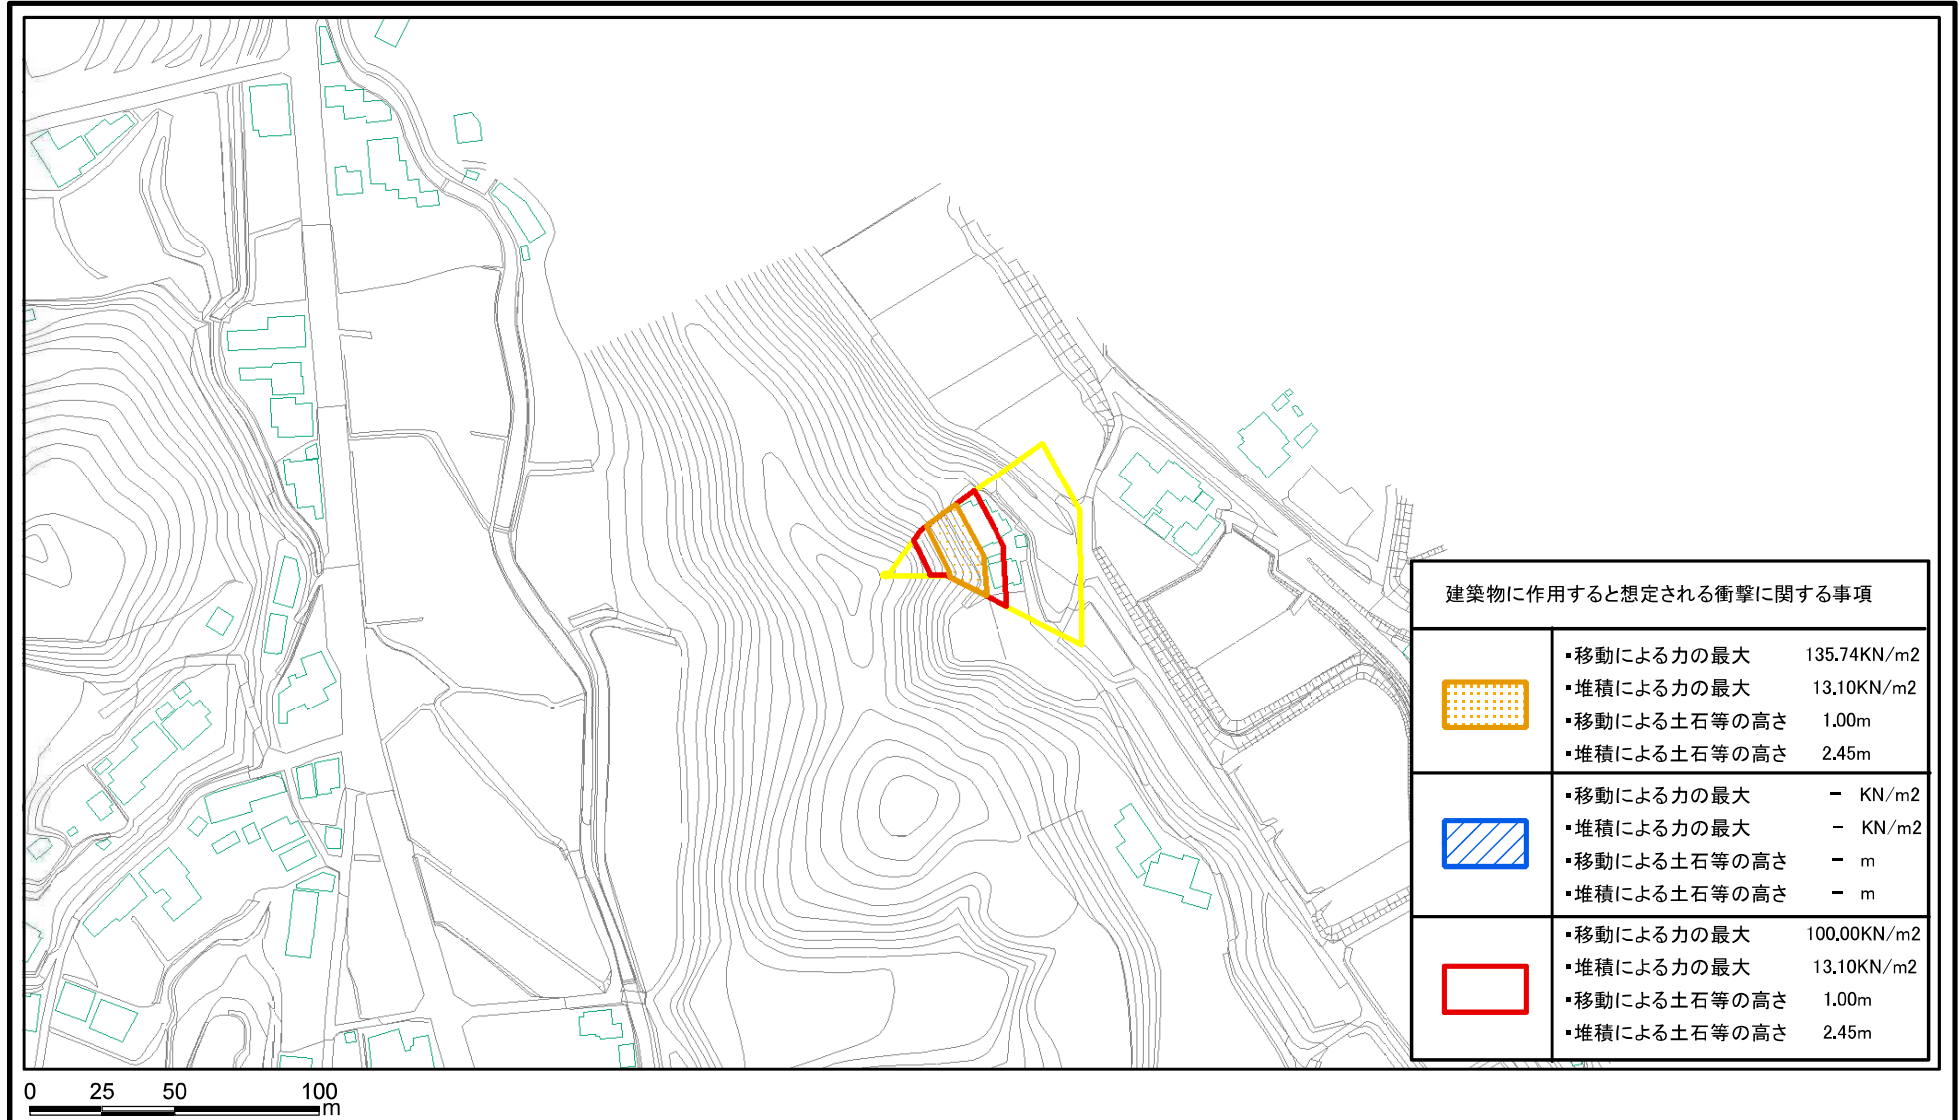 建築物に作用すると想定される衝撃に関する事項
▪移動による力の最大 135.74KN/m2
▪堆積による力の最大 13.10KN/m2
▪移動による土石等の高さ 1.00m
▪堆積による土石等の高さ 2.45m
▪移動による力の最大 － KN/m2
▪堆積による力の最大 － KN/m2
▪移動による土石等の高さ － m
▪堆積による土石等の高さ － m
▪移動による力の最大 100.00KN/m2
▪堆積による力の最大 13.10KN/m2
▪移動による土石等の高さ 1.00m
▪堆積による土石等の高さ 2.45m
0 25 50 100
m